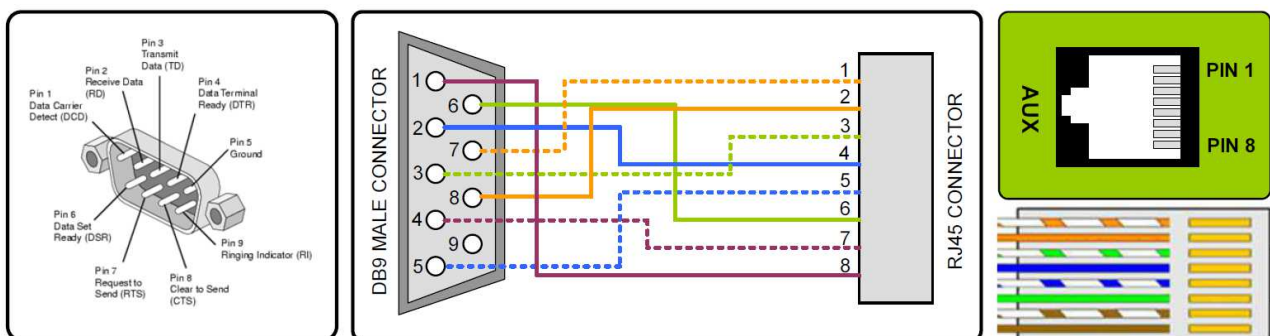 Pin 3
Transmit
Data (TD)
Pin 2
Receive Data
(RD)
Pin 4
Data Terminal
Ready (DTR)
Pin 1
Data Carrier
Detect (DCD)
Pin 5
Ground
Pin 6
Data Set
Ready (DSR)
Pin 9
Ringing Indicator (RI)
Pin 7
Request to
Send (RTS)
Pin 8
Clear to Send
(CTS)
DB9 MALE CONNECTOR
1
6
2
7
3
8
4
9
5
1
2
3
4
5
6
7
8
RJ45 CONNECTOR
AUX
PIN 1
PIN 8